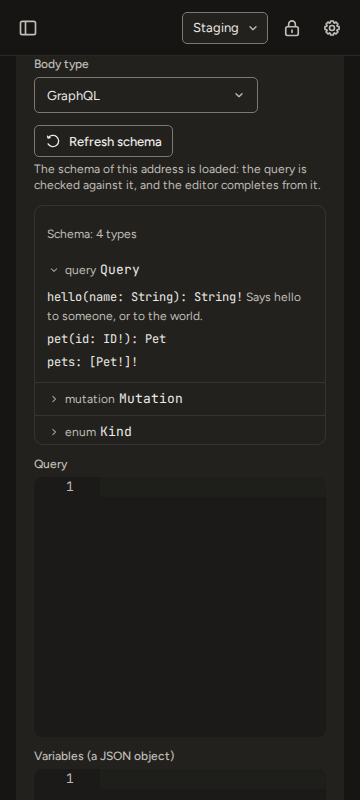 Staging
Body type
GraphQL
Refresh schema
The schema of this address is loaded: the query is
checked against it, and the editor completes from it.
Schema: 4 types
query Query
hello(name: String): String! Says hello
to someone, or to the world.
pet(id: ID!): Pet
pets: [Pet!]!
mutation Mutation
enum Kind
Query
1
Variables (a JSON object)
1